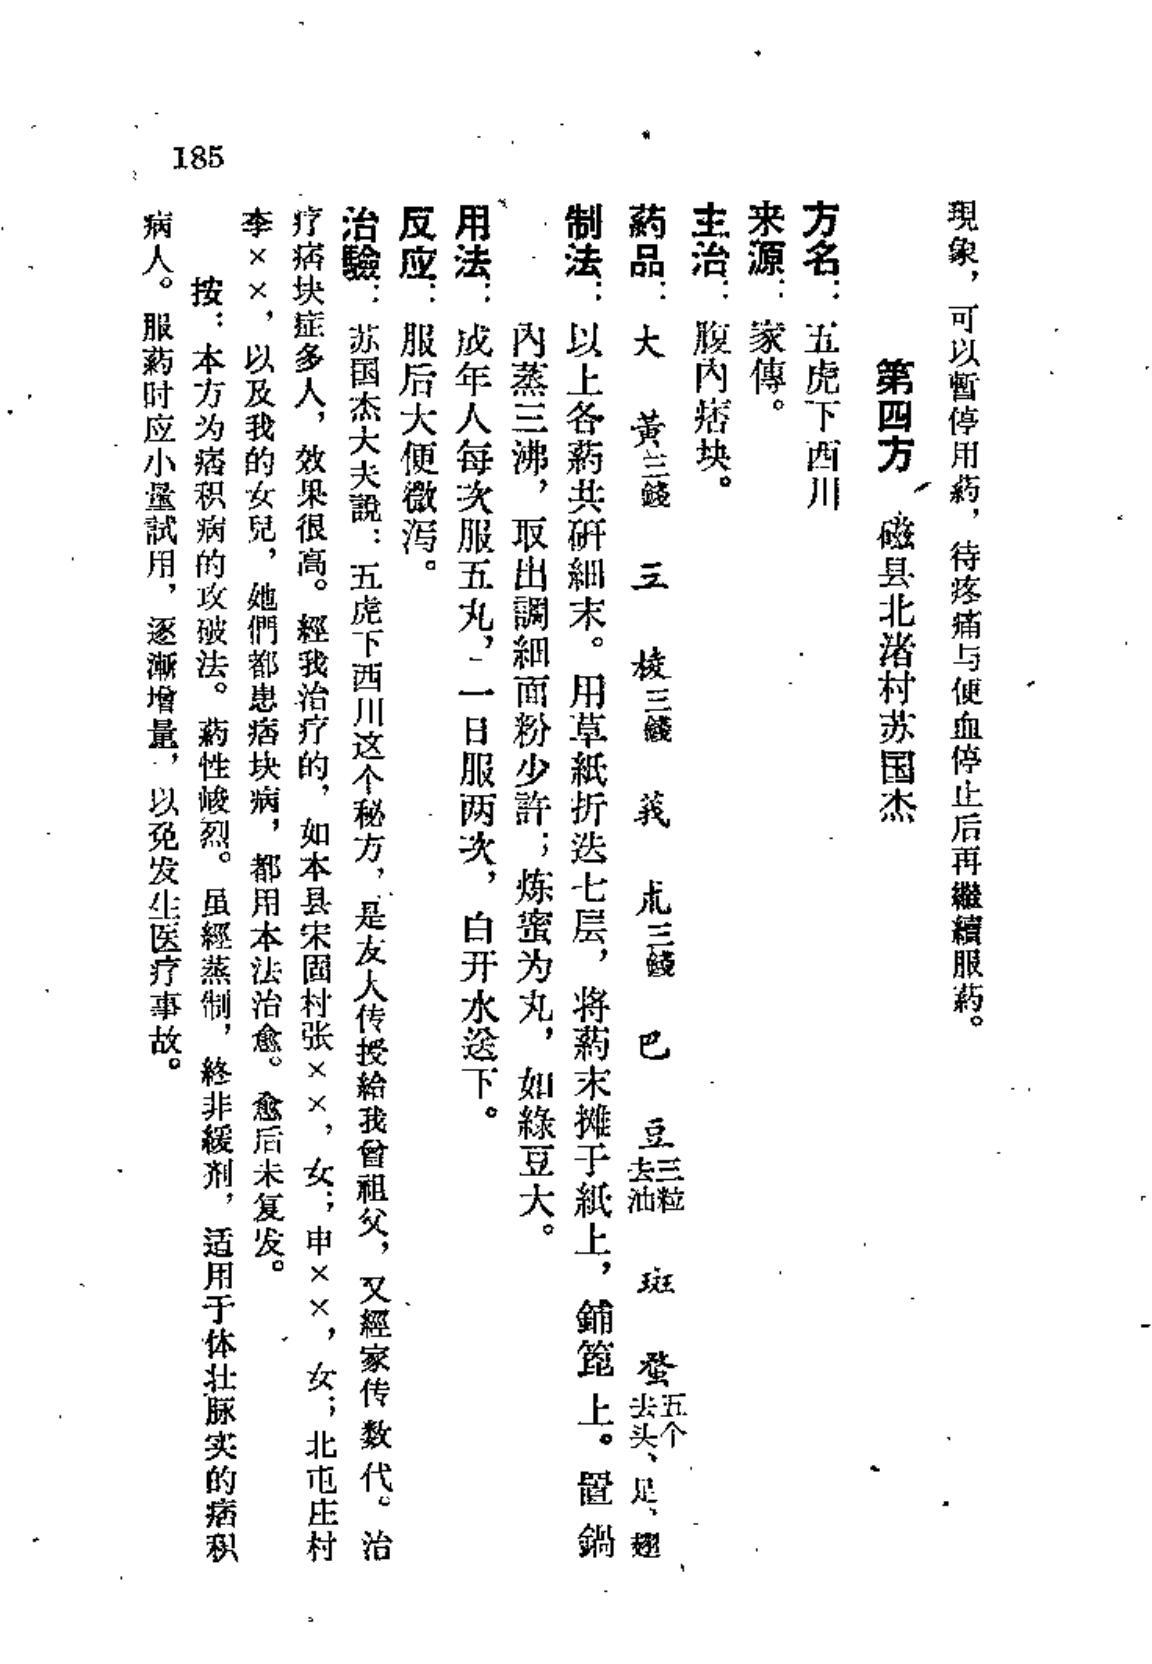 現象，可以暫停用葯，待疼痛与便血停止后再繼續服葯。
第四方　磁县北渚村苏国杰
方名：五虎下西川
来源：家傳。
主治：腹內痞块。
葯品：大黃三錢　三棱三錢　莪朮三錢　巴豆三粒去油　斑蝥五个去头、足、翅
制法：以上各葯共研細末。用草紙折迭七层，将葯末摊于紙上，鋪箆上。置鍋
內蒸三沸，取出調細面粉少許；炼蜜为丸，如綠豆大。
用法：成年人每次服五丸，一日服两次，白开水送下。
反应：服后大便微泻。
治驗：苏国杰大夫說：五虎下西川这个秘方，是友人传授給我曾祖父，又經家传数代。治
疗痞块症多人，效果很高。經我治疗的，如本县宋固村张××，女；申××，女；北屯庄村
李××，以及我的女兒，她們都患痞块病，都用本法治愈。愈后未复发。
按：本方为痞积病的攻破法。葯性峻烈。虽經蒸制，終非緩剂，适用于体壮脉实的痞积
病人。服葯时应小量試用，逐漸增量，以免发生医疗事故。
185